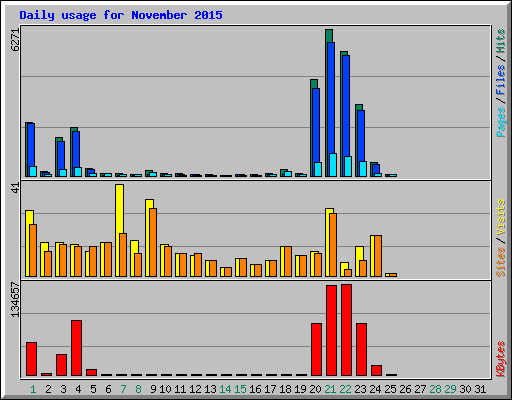 Daily usage for November 2015
6271
Pages / Files / Hits
41
Sites / Visits
134657
KBytes
1 2 3 4 5 6 7 8 9 10 11 12 13 14 15 16 17 18 19 20 21 22 23 24 25 26 27 28 29 30 31